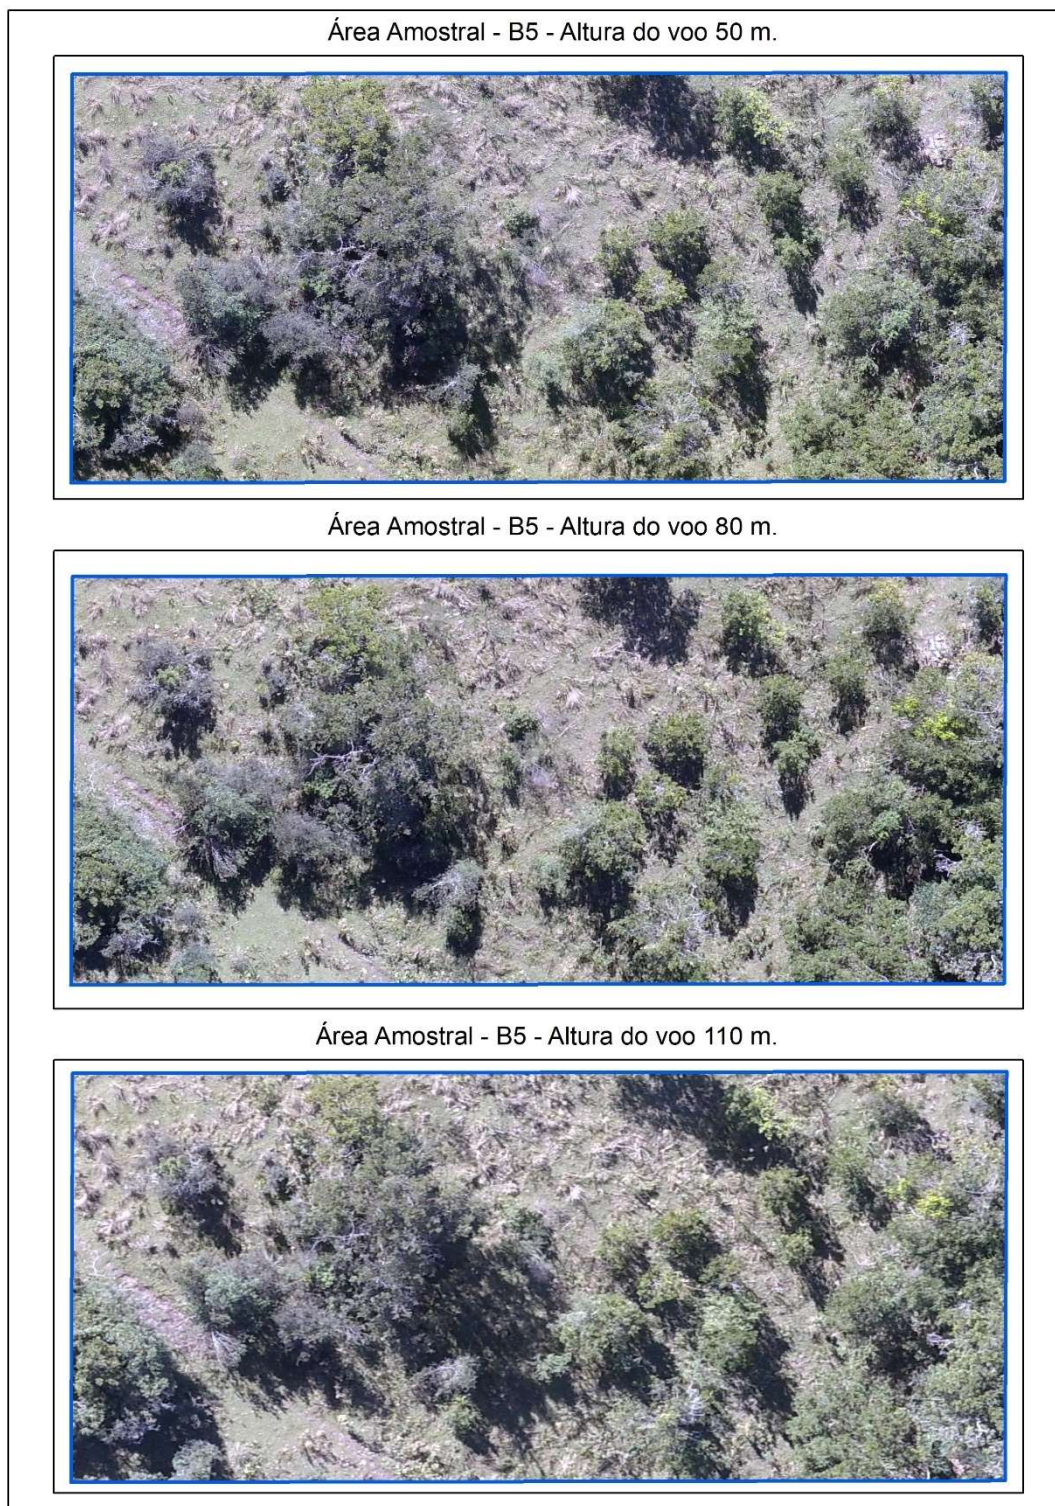 Área Amostral - B5 - Altura do voo 50 m.
Área Amostral - B5 - Altura do voo 80 m.
Área Amostral - B5 - Altura do voo 110 m.